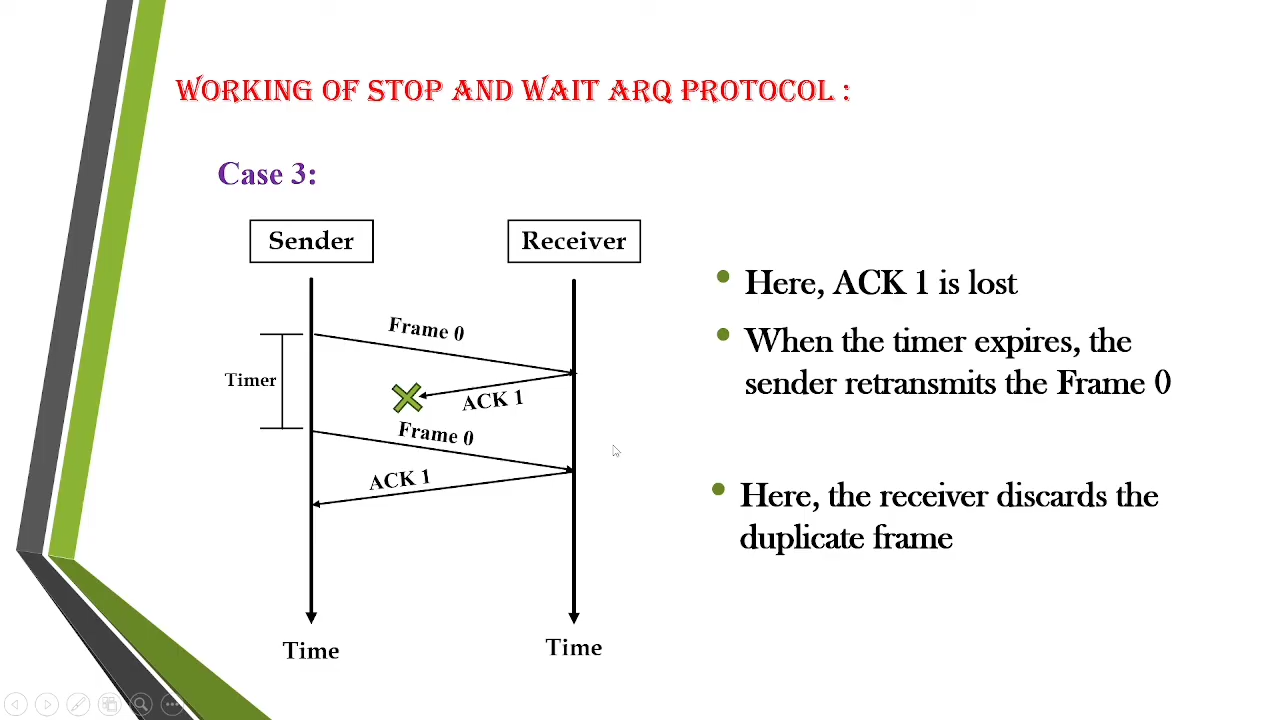 WORKING OF STOP AND WAIT ARQ PROTOCOL :
Case 3:
Sender
Receiver
Frame 0
Timer
ACK 1
Frame 0
ACK 1
Time
Time
• Here, ACK 1 is lost
• When the timer expires, the
sender retransmits the Frame 0
• Here, the receiver discards the
duplicate frame